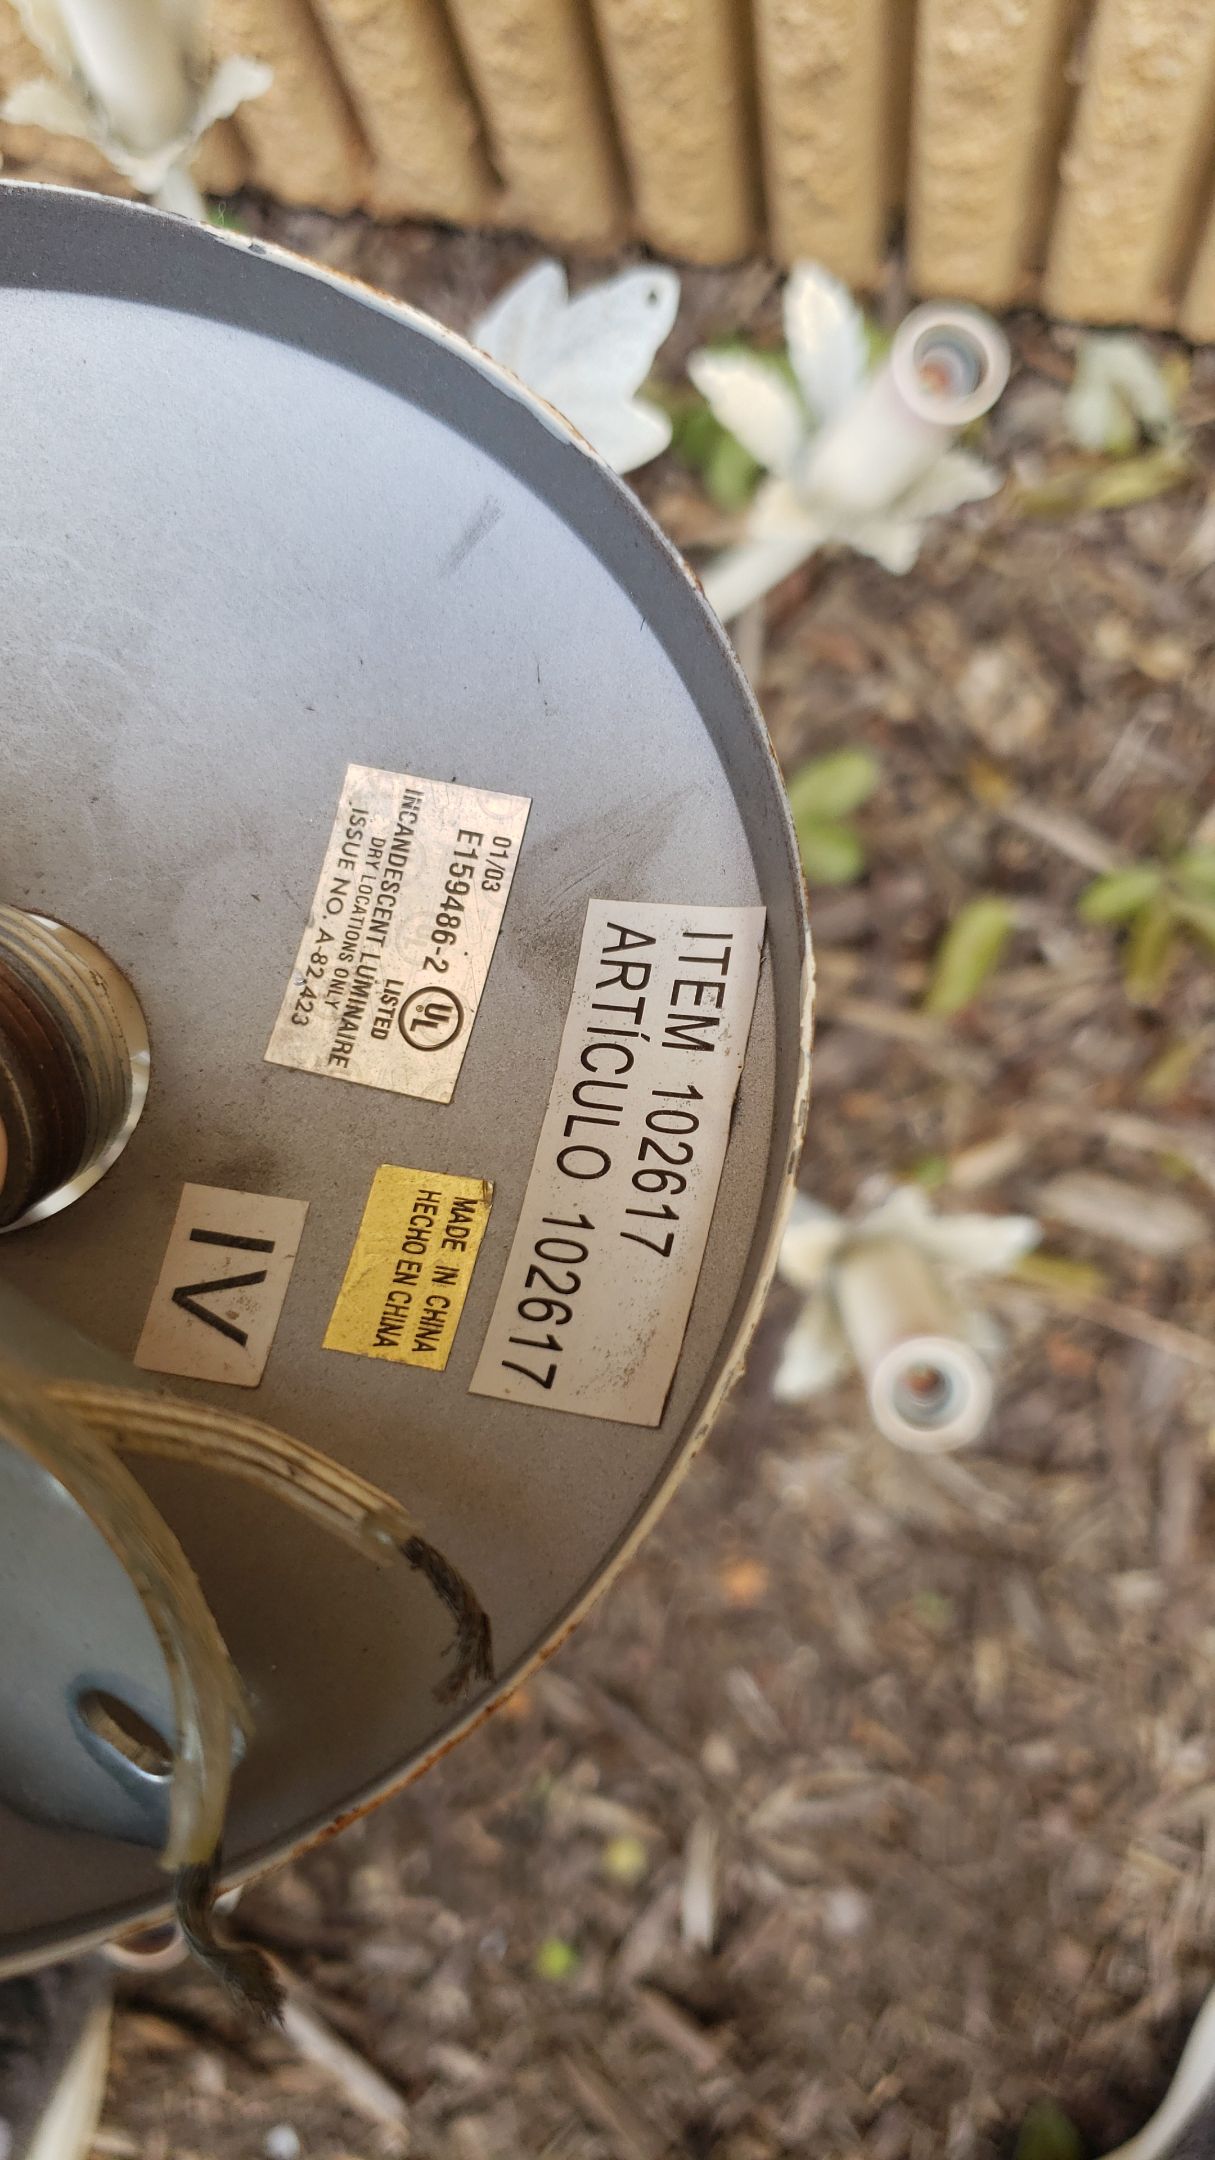 01/03
E159486-2
UL
LISTED
INCANDESCENT LUMINAIRE
DRY LOCATIONS ONLY
ISSUE NO. A-82,423
ITEM 102617
ARTÍCULO 102617
MADE IN CHINA
HECHO EN CHINA
IV